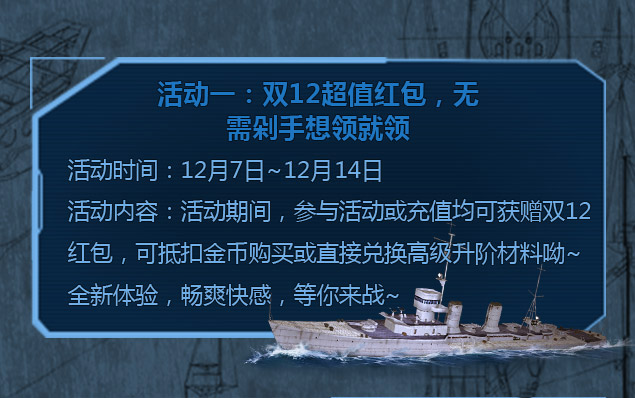 活动一：双12超值红包，无
需剁手想领就领
活动时间：12月7日~12月14日
活动内容：活动期间，参与活动或充值均可获赠双12
红包，可抵扣金币购买或直接兑换高级升阶材料呦~
全新体验，畅爽快感，等你来战~